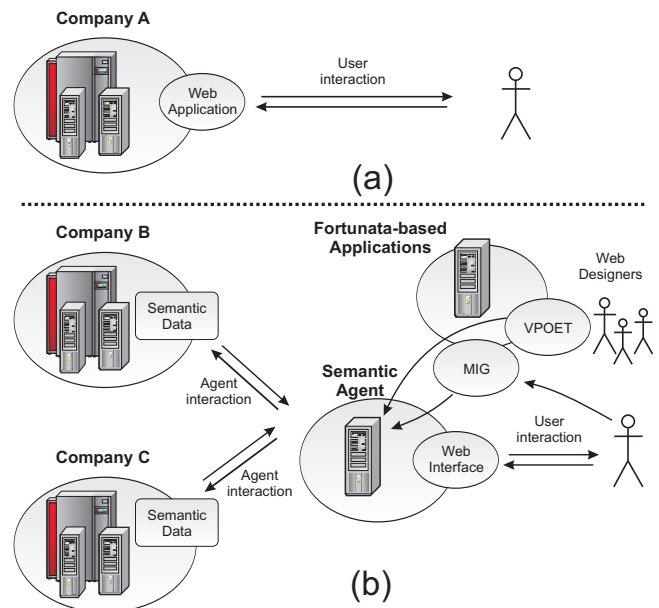 Company A
Web
Application
User
interaction
(a)
Company B
Semantic
Data
Agent
interaction
Fortunata-based
Applications
Web
Designers
VPOET
MIG
Semantic
Agent
Web
Interface
User
interaction
Company C
Semantic
Data
Agent
interaction
(b)